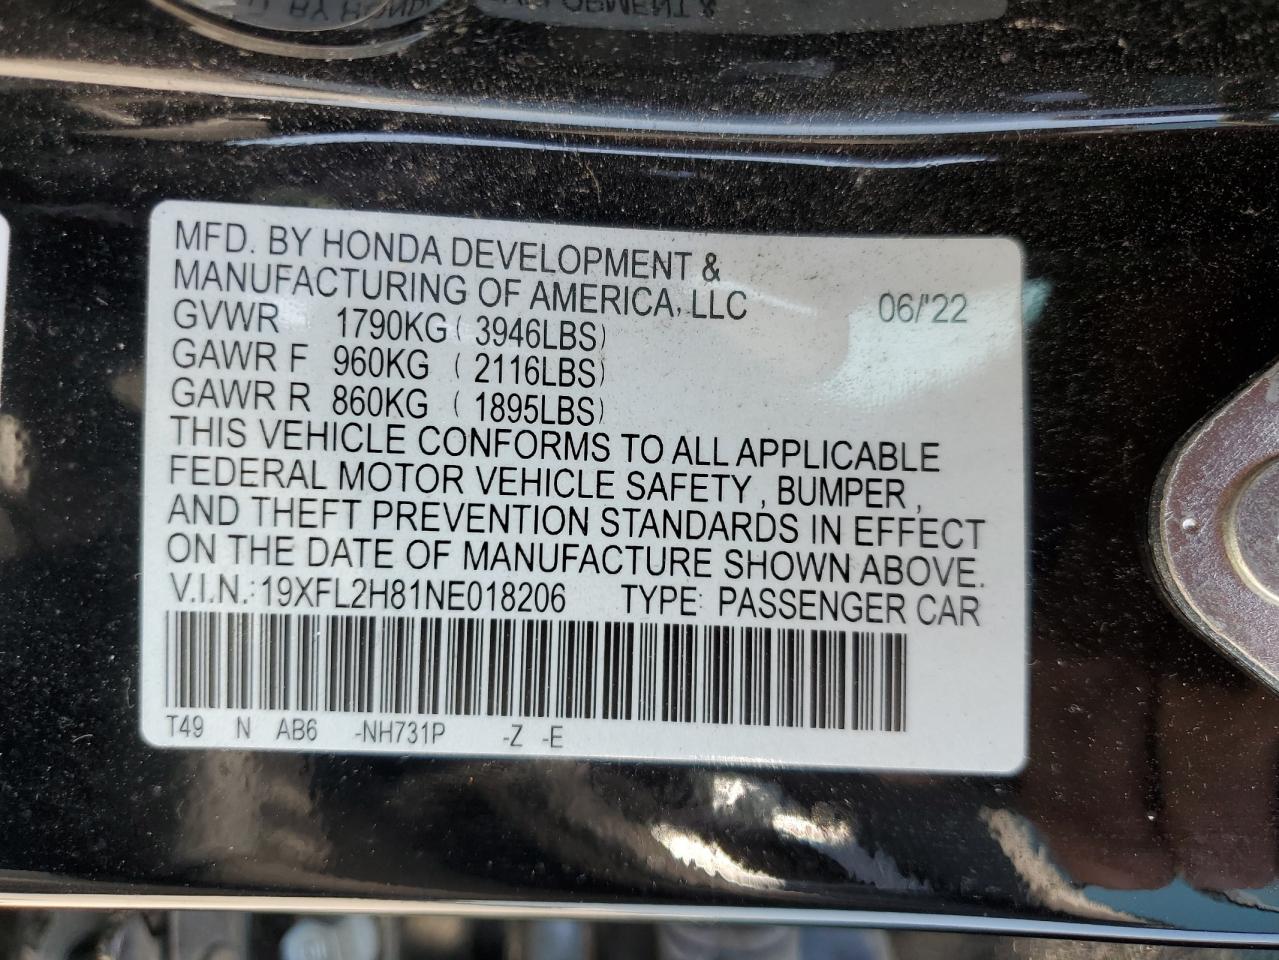 MFD. BY HONDA DEVELOPMENT &
MANUFACTURING OF AMERICA, LLC 06/'22
GVWR 1790KG ( 3946LBS)
GAWR F 960KG ( 2116LBS)
GAWR R 860KG ( 1895LBS)
THIS VEHICLE CONFORMS TO ALL APPLICABLE
FEDERAL MOTOR VEHICLE SAFETY , BUMPER ,
AND THEFT PREVENTION STANDARDS IN EFFECT
ON THE DATE OF MANUFACTURE SHOWN ABOVE.
V.I.N.: 19XFL2H81NE018206 TYPE: PASSENGER CAR
T49 N AB6 -NH731P -Z -E